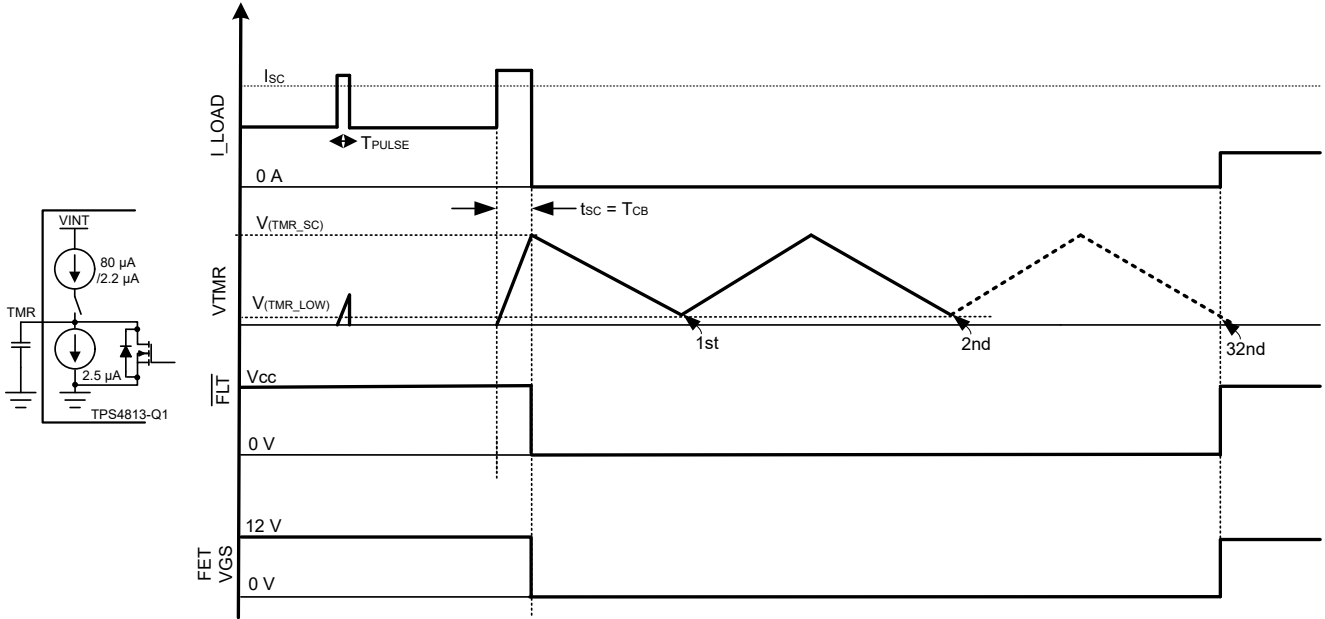 VINT
80 µA
/2.2 µA
TMR
2.5 µA
TPS4813-Q1
I_LOAD
ISC
TPULSE
0 A
tSC = TCB
VTMR
V(TMR_SC)
V(TMR_LOW)
1st
2nd
32nd
FLT
Vcc
0 V
FET
VGS
12 V
0 V